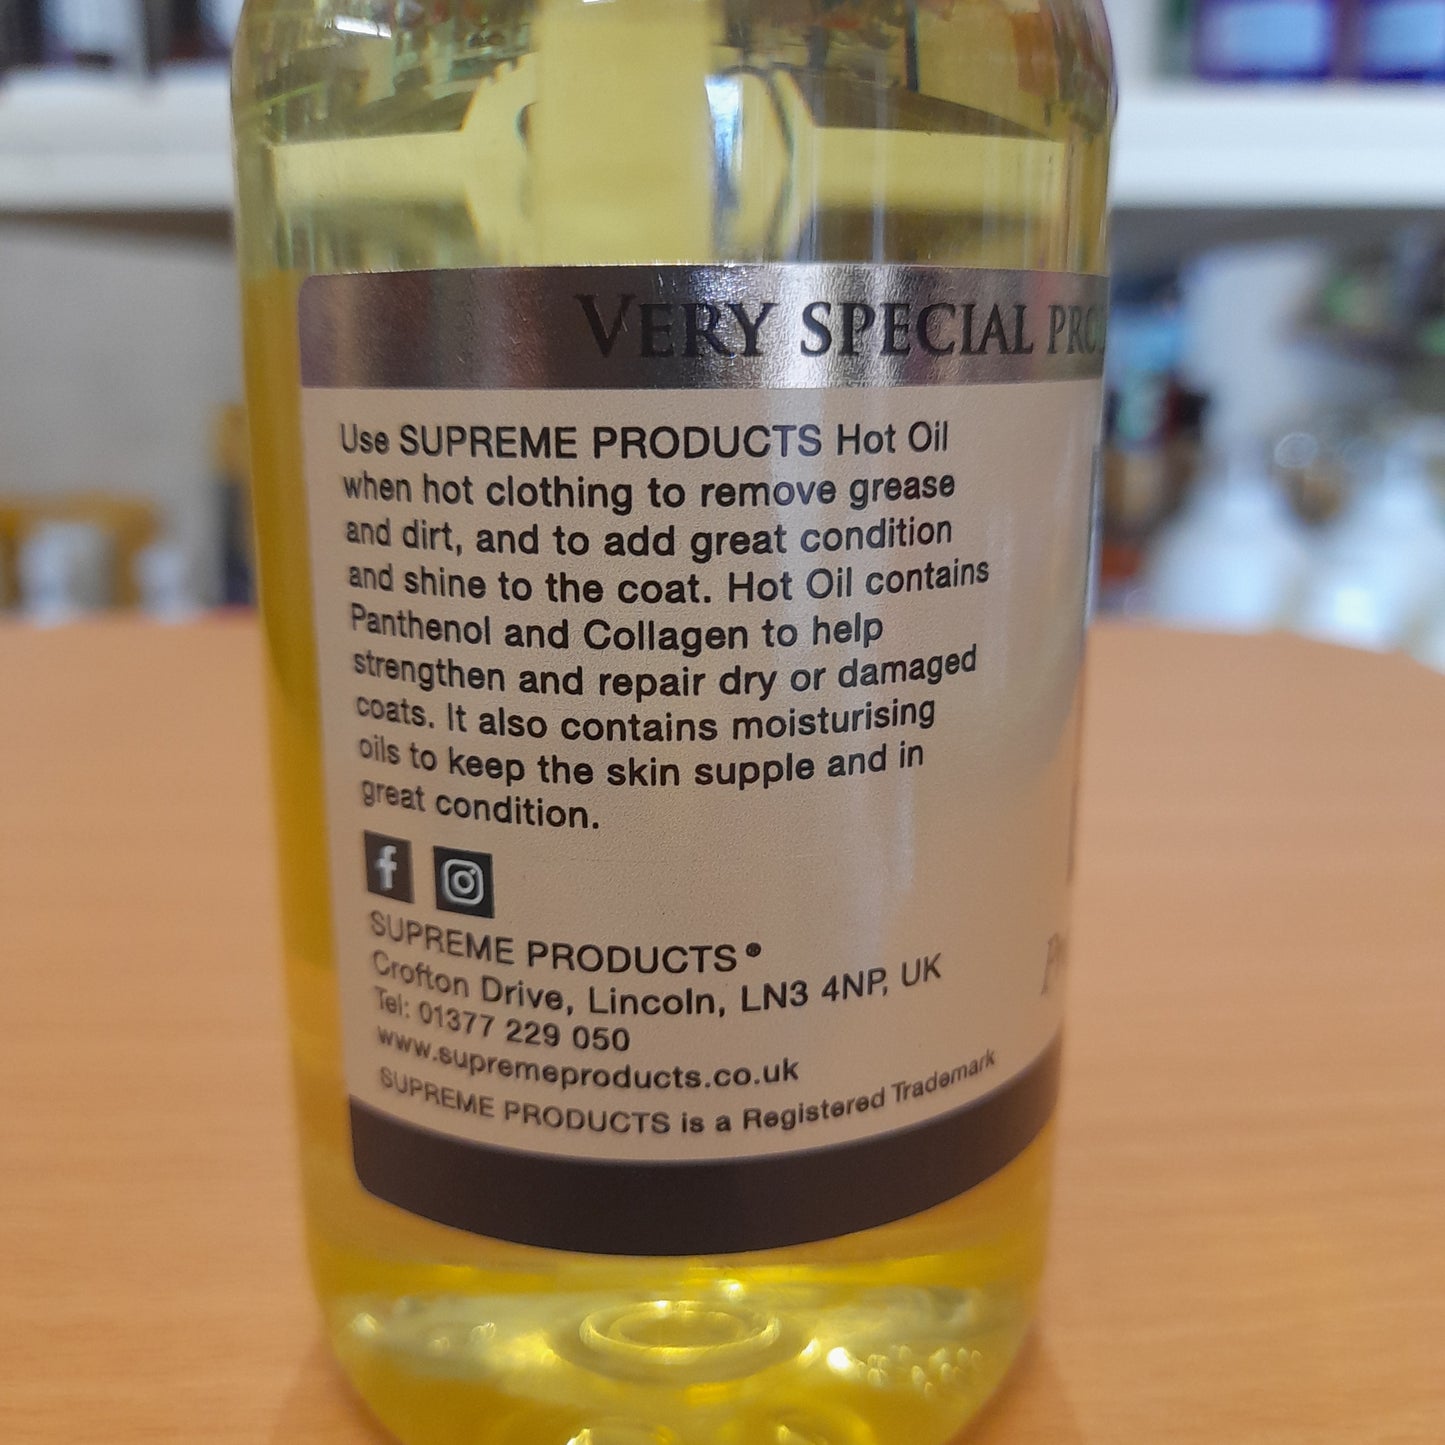 VERY SPECIAL
Use SUPREME PRODUCTS Hot Oil
when hot clothing to remove grease
and dirt, and to add great condition
and shine to the coat. Hot Oil contains
Panthenol and Collagen to help
strengthen and repair dry or damaged
coats. It also contains moisturising
oils to keep the skin supple and in
great condition.
SUPREME PRODUCTS®
Crofton Drive, Lincoln, LN3 4NP, UK
Tel: 01377 229 050
www.supremeproducts.co.uk
SUPREME PRODUCTS is a Registered Trademark